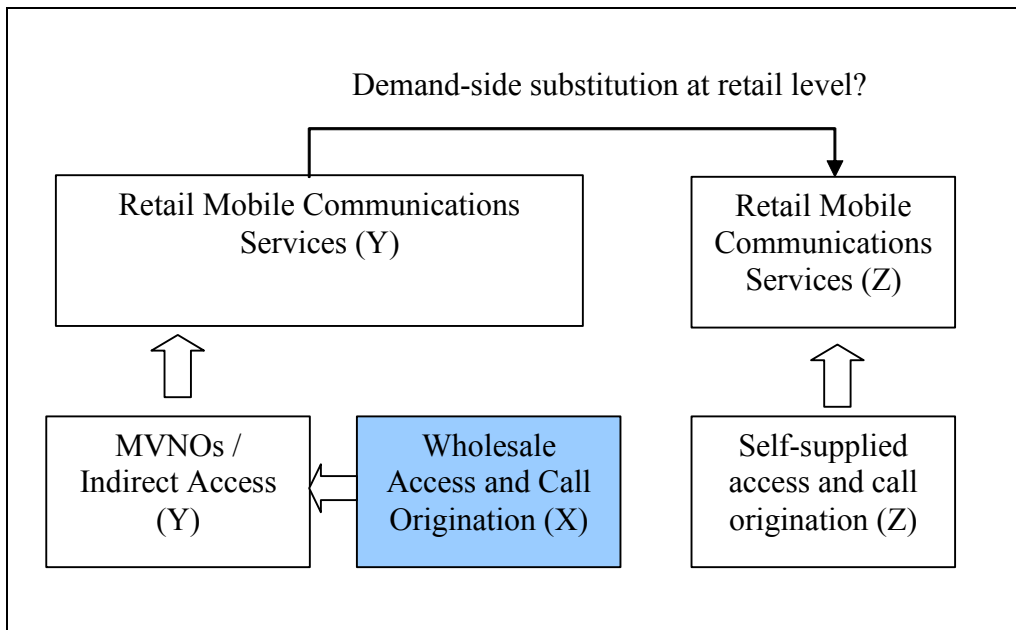 Demand-side substitution at retail level?
Retail Mobile Communications
Services (Y)
Retail Mobile
Communications
Services (Z)
MVNOs /
Indirect Access
(Y)
Wholesale
Access and Call
Origination (X)
Self-supplied
access and call
origination (Z)